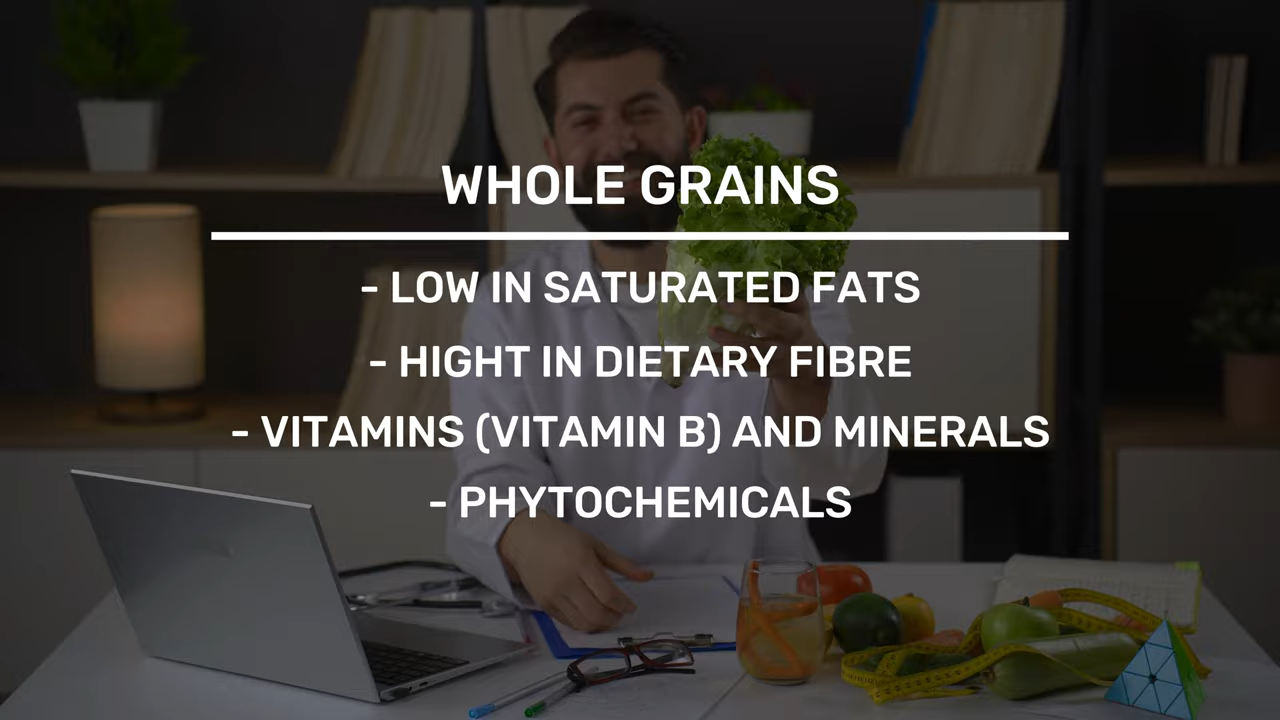 WHOLE GRAINS
- LOW IN SATURATED FATS
- HIGHT IN DIETARY FIBRE
- VITAMINS (VITAMIN B) AND MINERALS
- PHYTOCHEMICALS